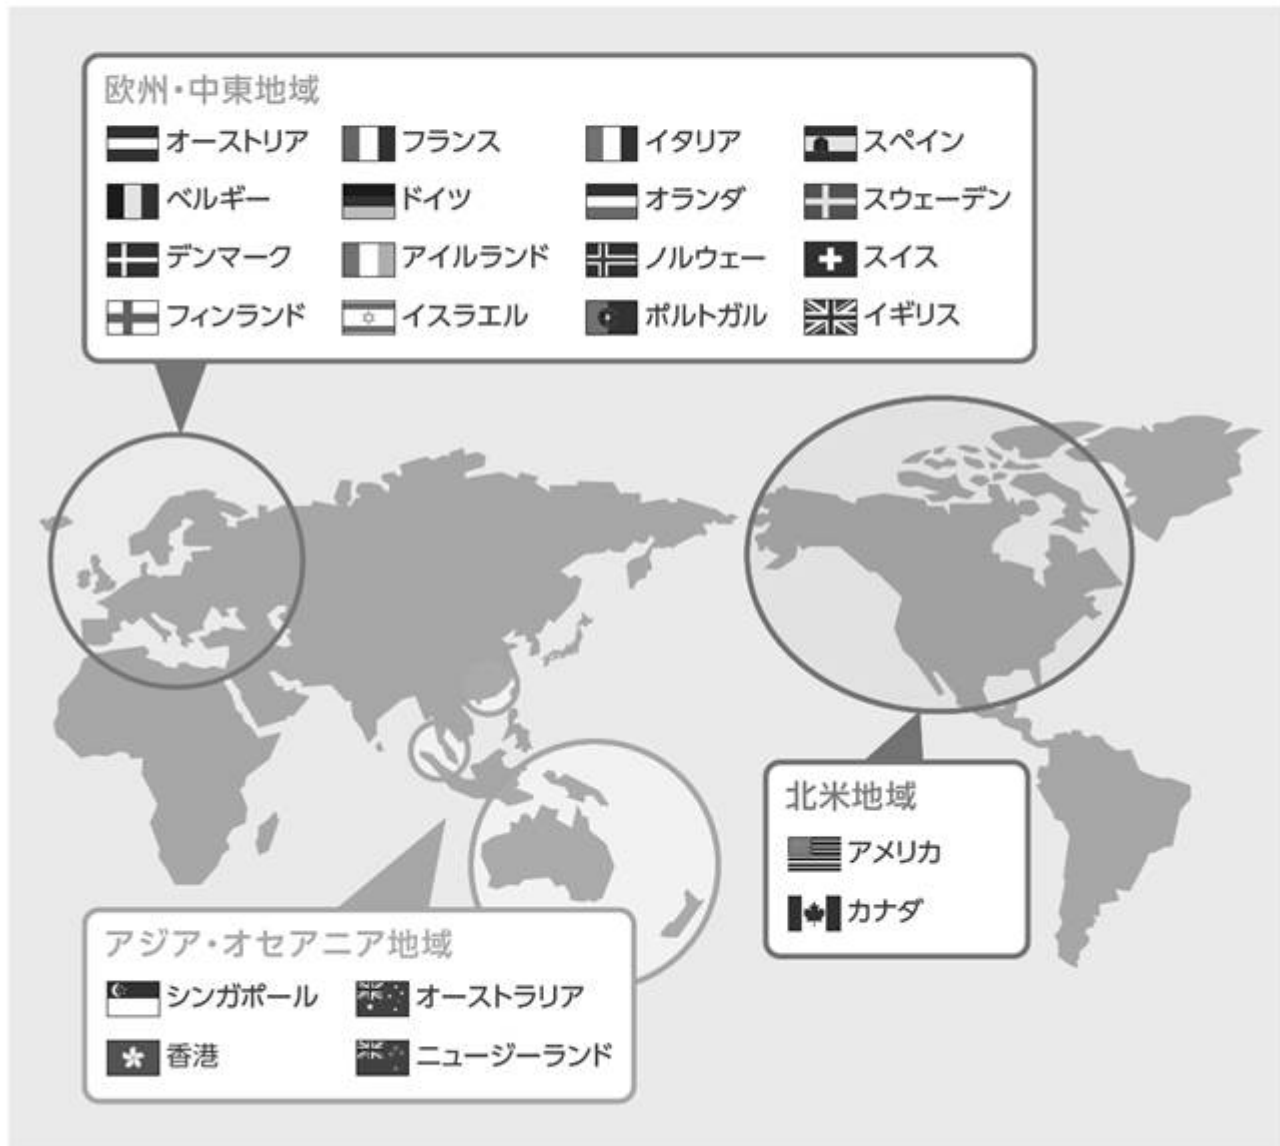 欧州・中東地域
オーストリア フランス イタリア スペイン
ベルギー ドイツ オランダ スウェーデン
デンマーク アイルランド ノルウェー スイス
フィンランド イスラエル ポルトガル イギリス
北米地域
アメリカ
カナダ
アジア・オセアニア地域
シンガポール オーストラリア
香港 ニュージーランド